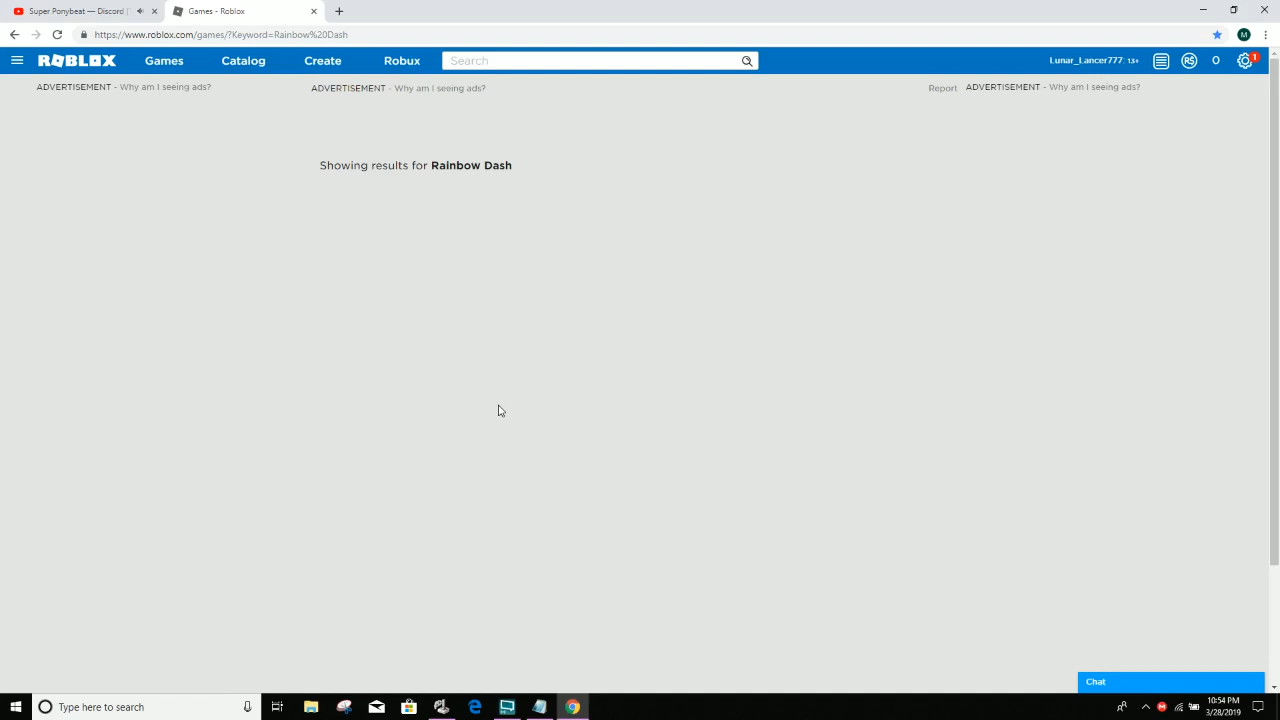 Super Ponybeat — Discord (
Games - Roblox
https://www.roblox.com/games/?Keyword=Rainbow%20Dash
M
ROBLOX
Games
Catalog
Create
Robux
Search
Lunar_Lancer777: 13+
R$
0
1
ADVERTISEMENT - Why am I seeing ads?
ADVERTISEMENT - Why am I seeing ads?
Report
ADVERTISEMENT - Why am I seeing ads?
Showing results for Rainbow Dash
Chat
Type here to search
10:54 PM
3/28/2019